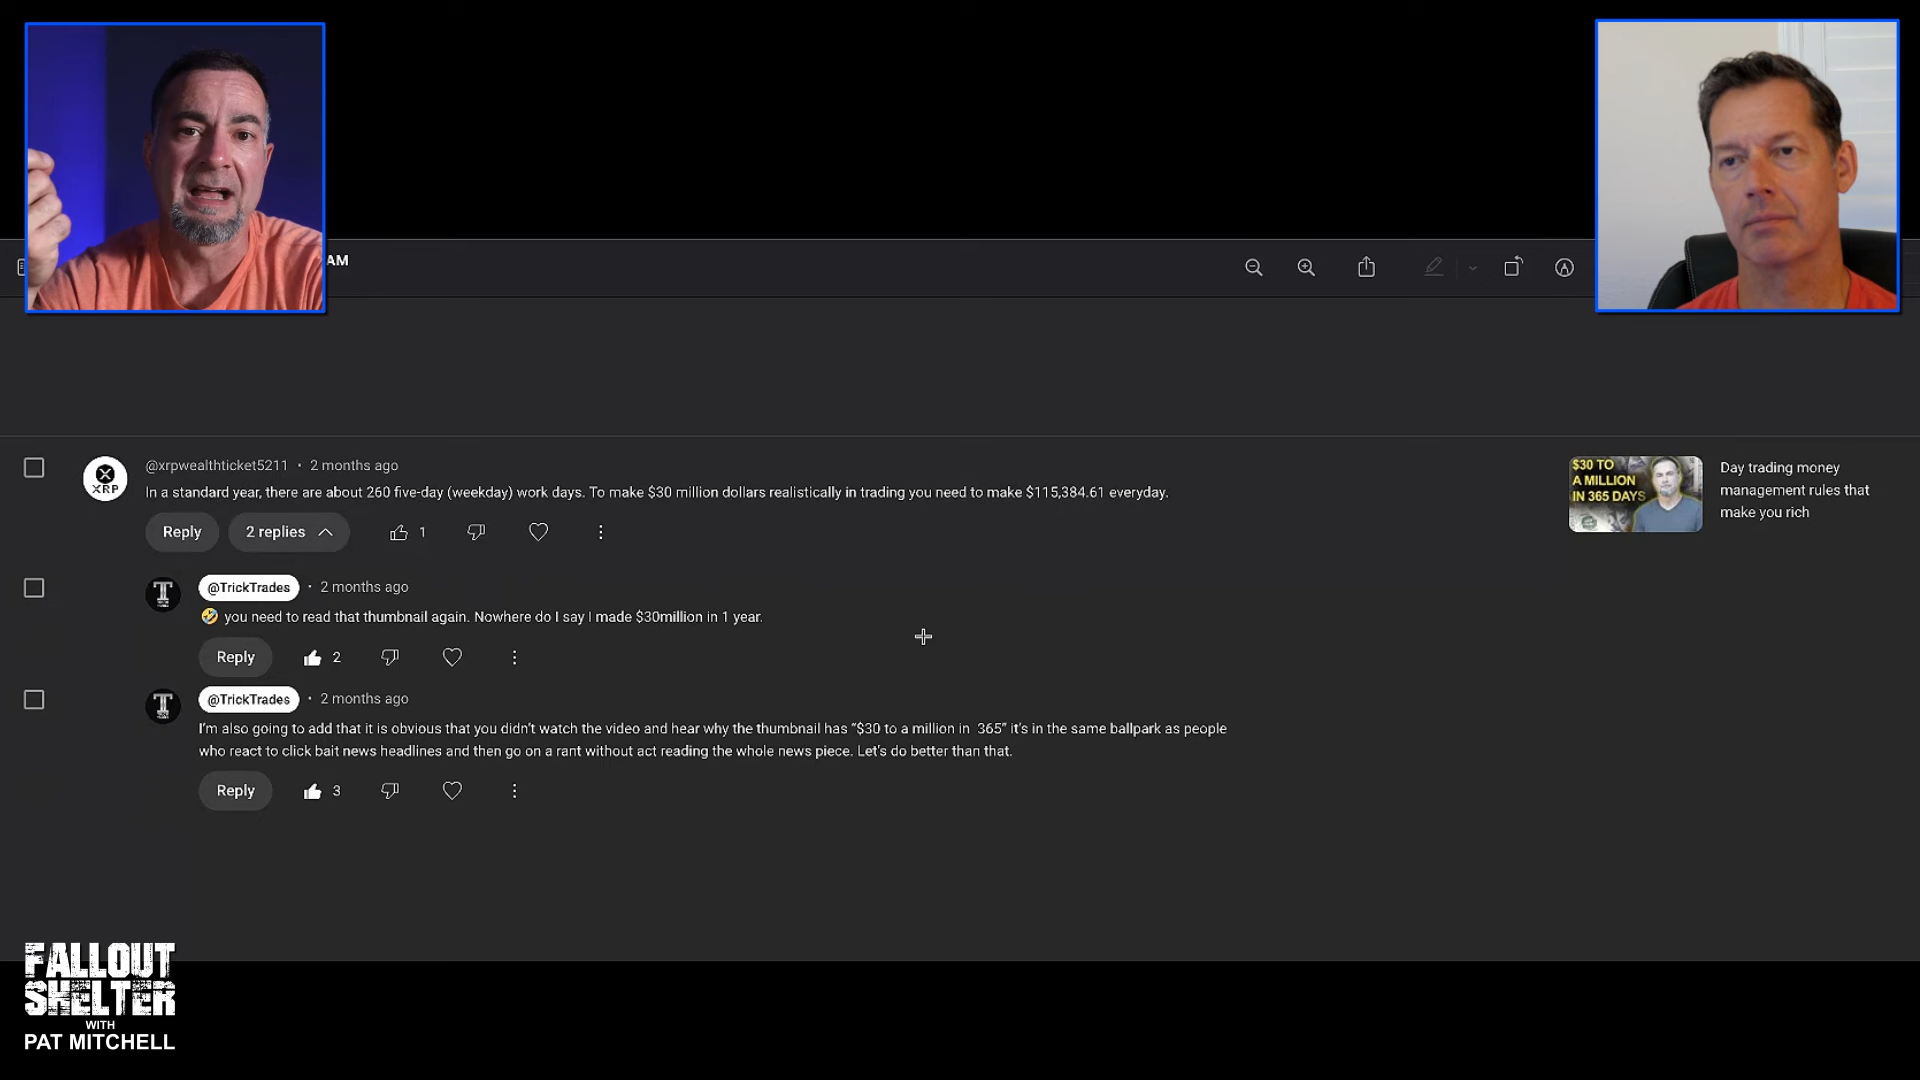 AM
@xrpwealthticket5211 • 2 months ago
In a standard year, there are about 260 five-day (weekday) work days. To make $30 million dollars realistically in trading you need to make $115,384.61 everyday.
XRP
Reply 2 replies 1
$30 TO
A MILLION
IN 365 DAYS
Day trading money
management rules that
make you rich
@TrickTrades • 2 months ago
🤣 you need to read that thumbnail again. Nowhere do I say I made $30million in 1 year.
Reply 2
@TrickTrades • 2 months ago
I'm also going to add that it is obvious that you didn't watch the video and hear why the thumbnail has “$30 to a million in 365” it's in the same ballpark as people
who react to click bait news headlines and then go on a rant without act reading the whole news piece. Let's do better than that.
Reply 3
FALLOUT
SHELTER
WITH
PAT MITCHELL